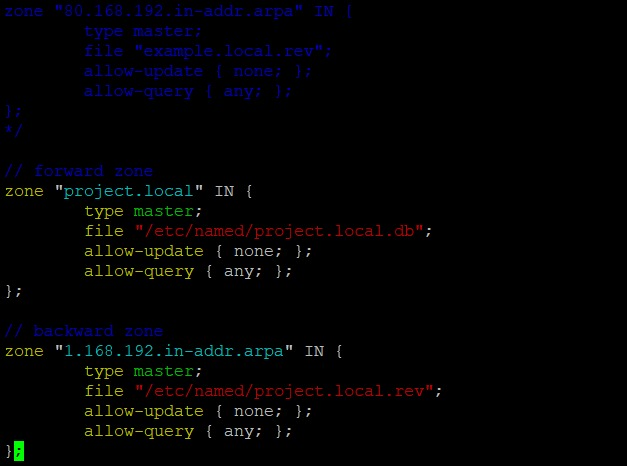 zone "80.168.192.in-addr.arpa" IN {
        type master;
        file "example.local.rev";
        allow-update { none; };
        allow-query { any; };
};
*/

// forward zone
zone "project.local" IN {
        type master;
        file "/etc/named/project.local.db";
        allow-update { none; };
        allow-query { any; };
};

// backward zone
zone "1.168.192.in-addr.arpa" IN {
        type master;
        file "/etc/named/project.local.rev";
        allow-update { none; };
        allow-query { any; };
};